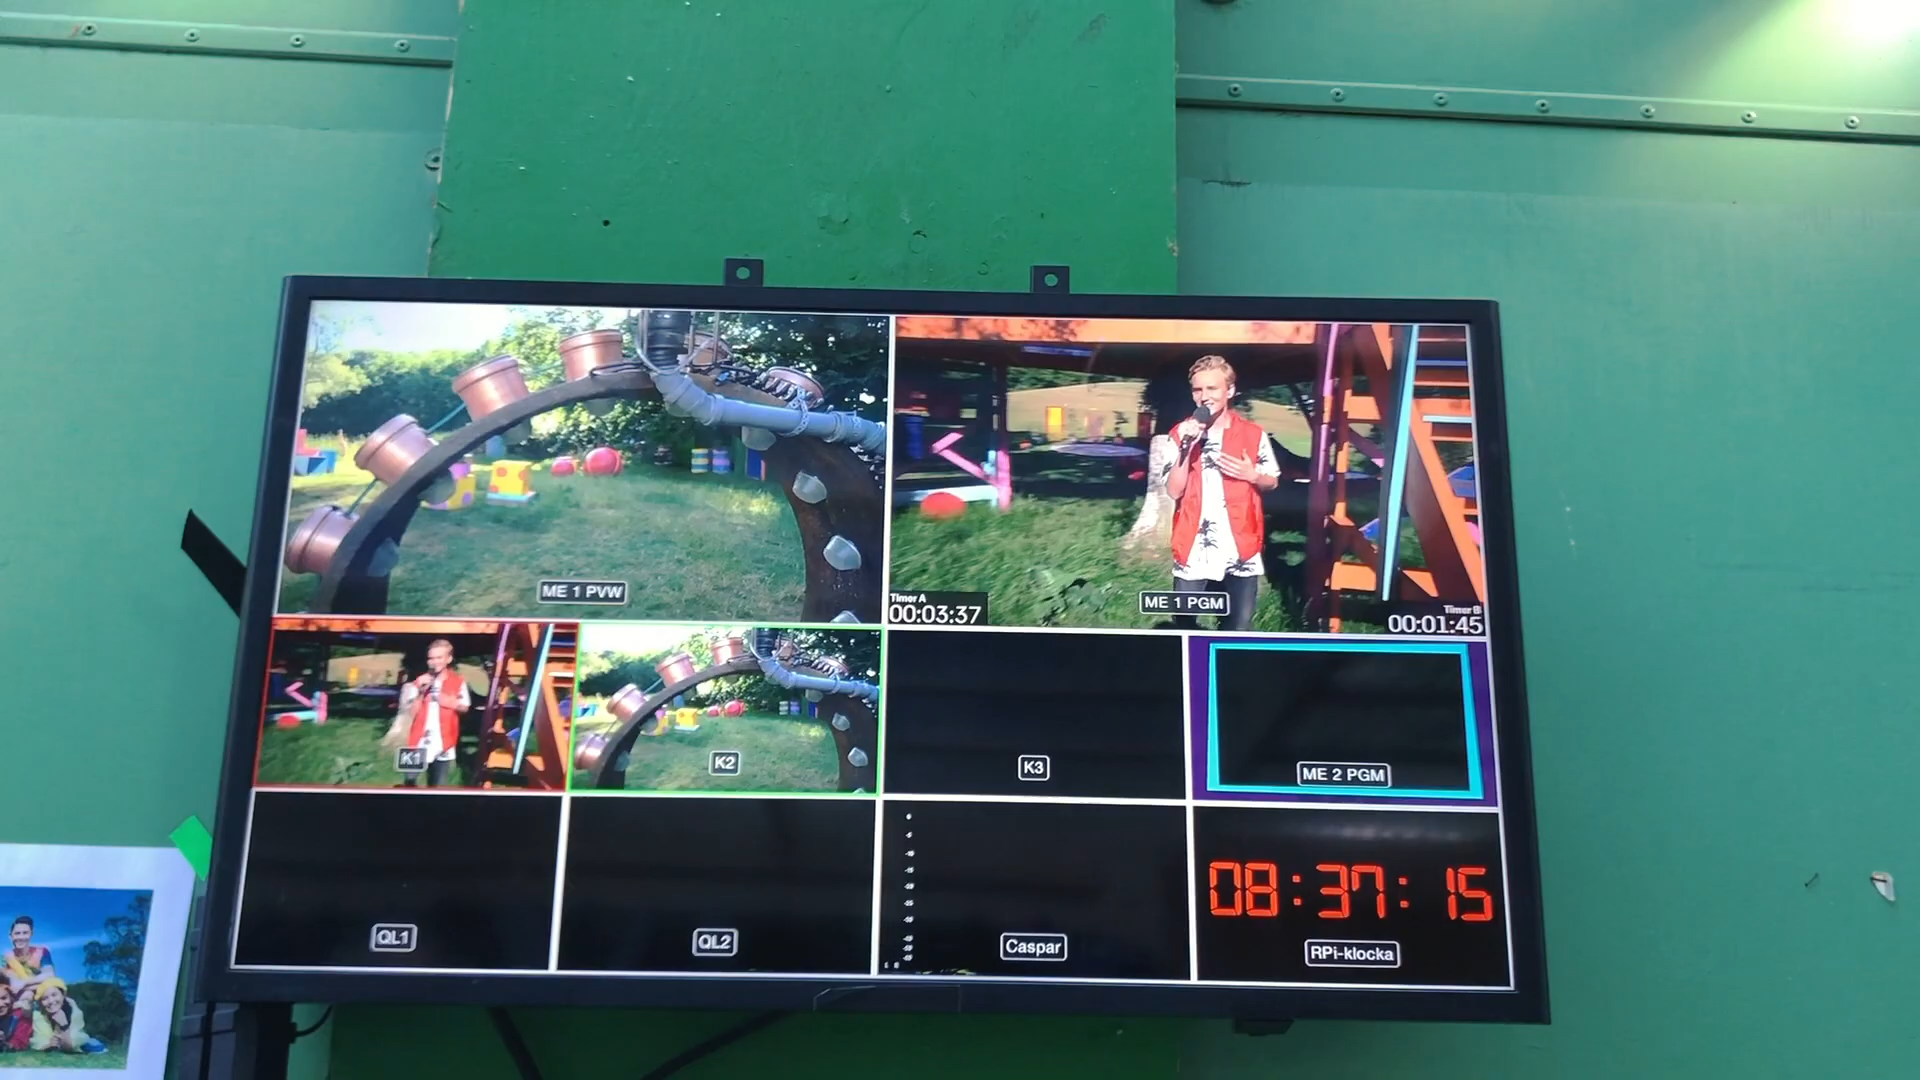 ME 1 PVW
Timer A
00:03:37
ME 1 PGM
Timer B
00:01:45
K1
K2
K3
ME 2 PGM
QL1
QL2
Caspar
08:37:15
RPi-klocka